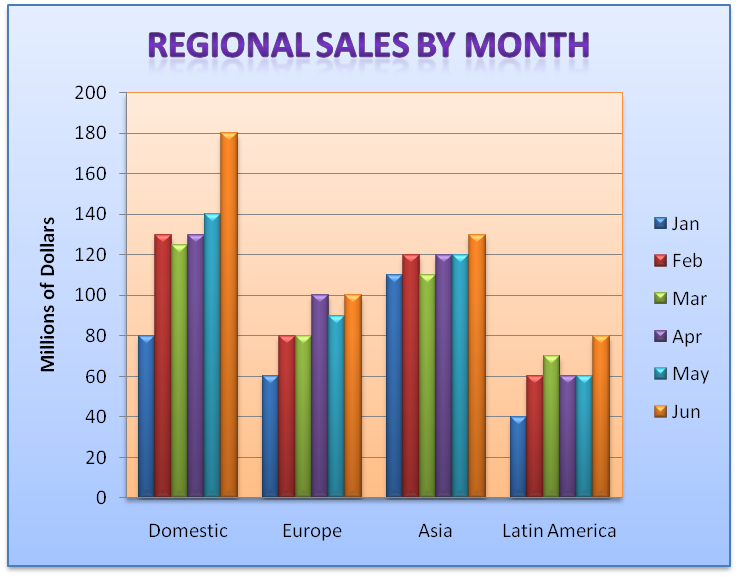 REGIONAL SALES BY MONTH
Millions of Dollars
200
180
160
140
120
100
80
60
40
20
0
Domestic Europe Asia Latin America
Jan
Feb
Mar
Apr
May
Jun